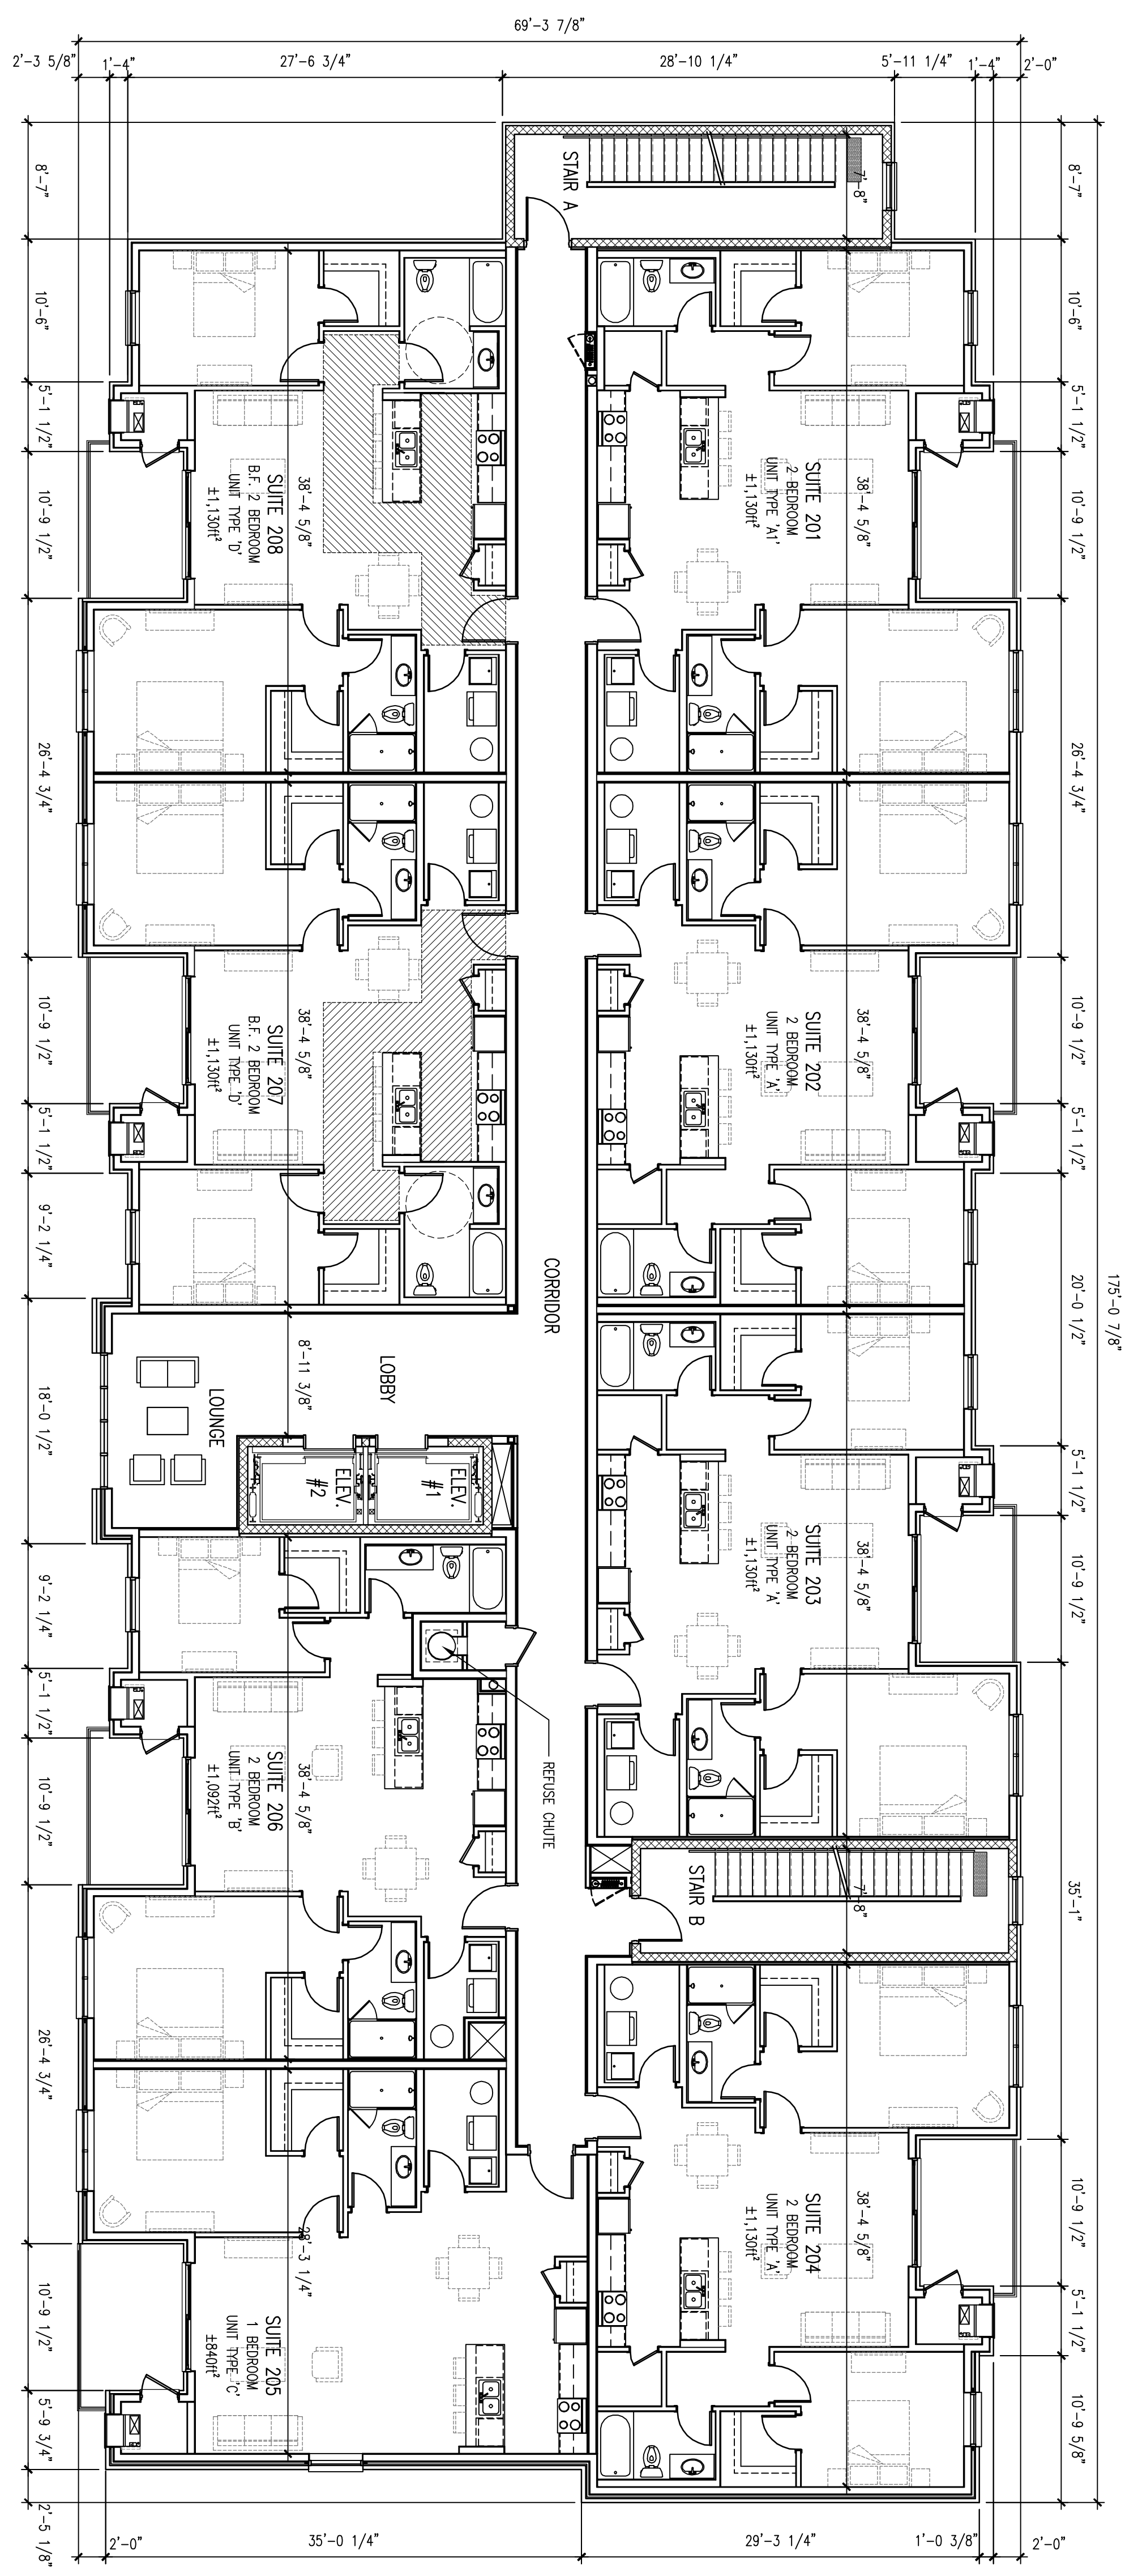 69'-3 7/8"
2'-3 5/8"
1'-4"
27'-6 3/4"
28'-10 1/4"
5'-11 1/4"
1'-4"
2'-0"
175'-0 7/8"
8'-7"
10'-6"
5'-1 1/2"
10'-9 1/2"
26'-4 3/4"
10'-9 1/2"
5'-1 1/2"
20'-0 1/2"
5'-1 1/2"
10'-9 1/2"
35'-1"
10'-9 1/2"
5'-1 1/2"
10'-9 5/8"
8'-7"
10'-6"
5'-1 1/2"
10'-9 1/2"
26'-4 3/4"
10'-9 1/2"
5'-1 1/2"
9'-2 1/4"
18'-0 1/2"
9'-2 1/4"
5'-1 1/2"
10'-9 1/2"
26'-4 3/4"
10'-9 1/2"
5'-9 3/4"
2'-5 1/8"
STAIR A
7'-8"
38'-4 5/8"
SUITE 201
2 BEDROOM
UNIT TYPE 'A1'
±1,130ft²
38'-4 5/8"
SUITE 208
B.F. 2 BEDROOM
UNIT TYPE 'D'
±1,130ft²
38'-4 5/8"
SUITE 202
2 BEDROOM
UNIT TYPE 'A'
±1,130ft²
38'-4 5/8"
SUITE 207
B.F. 2 BEDROOM
UNIT TYPE 'D'
±1,130ft²
CORRIDOR
LOBBY
8'-11 3/8"
LOUNGE
ELEV.
#1
ELEV.
#2
38'-4 5/8"
SUITE 203
2 BEDROOM
UNIT TYPE 'A'
±1,130ft²
REFUSE CHUTE
38'-4 5/8"
SUITE 206
2 BEDROOM
UNIT TYPE 'B'
±1,092ft²
STAIR B
7'-8"
38'-4 5/8"
SUITE 204
2 BEDROOM
UNIT TYPE 'A'
±1,130ft²
28'-3 1/4"
SUITE 205
1 BEDROOM
UNIT TYPE 'C'
±840ft²
2'-0"
35'-0 1/4"
29'-3 1/4"
1'-0 3/8"
2'-0"